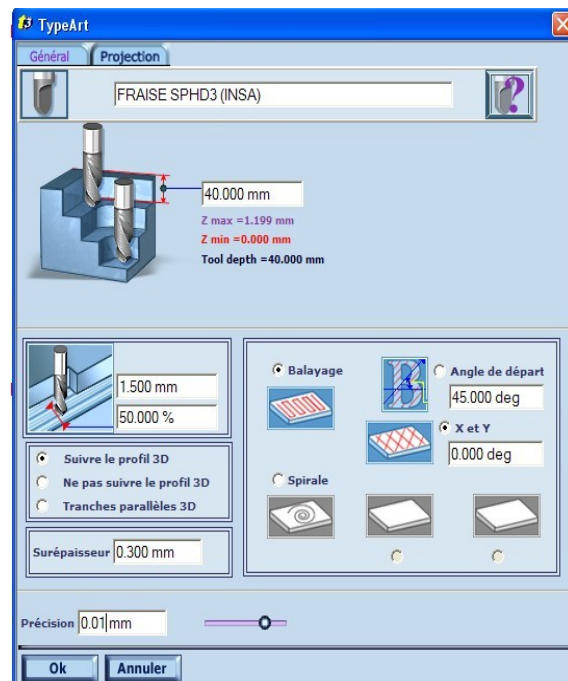 TypeArt
Général Projection
FRAISE SPHD3 (INSA)
40.000 mm
Z max =1.199 mm
Z min =0.000 mm
Tool depth =40.000 mm
1.500 mm
50.000 %
Suivre le profil 3D
Ne pas suivre le profil 3D
Tranches parallèles 3D
Surépaisseur 0.300 mm
Balayage
Angle de départ
45.000 deg
X et Y
0.000 deg
Spirale
Précision 0.01 mm
Ok Annuler